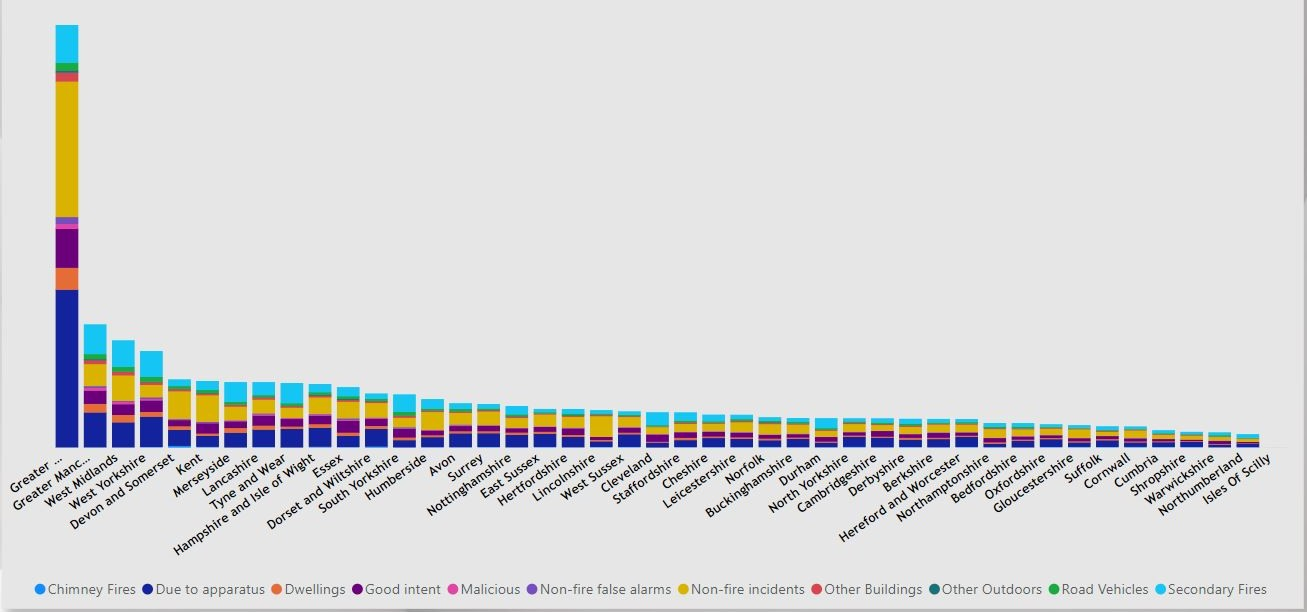 Greater ...
Greater Manc...
West Midlands
West Yorkshire
Devon and Somerset
Kent
Merseyside
Lancashire
Tyne and Wear
Hampshire and Isle of Wight
Essex
Dorset and Wiltshire
South Yorkshire
Humberside
Avon
Surrey
Nottinghamshire
East Sussex
Hertfordshire
Lincolnshire
West Sussex
Cleveland
Staffordshire
Cheshire
Leicestershire
Norfolk
Buckinghamshire
Durham
North Yorkshire
Cambridgeshire
Derbyshire
Berkshire
Hereford and Worcester
Northamptonshire
Bedfordshire
Oxfordshire
Gloucestershire
Suffolk
Cornwall
Cumbria
Shropshire
Warwickshire
Northumberland
Isles Of Scilly
Chimney Fires Due to apparatus Dwellings Good intent Malicious Non-fire false alarms Non-fire incidents Other Buildings Other Outdoors Road Vehicles Secondary Fires